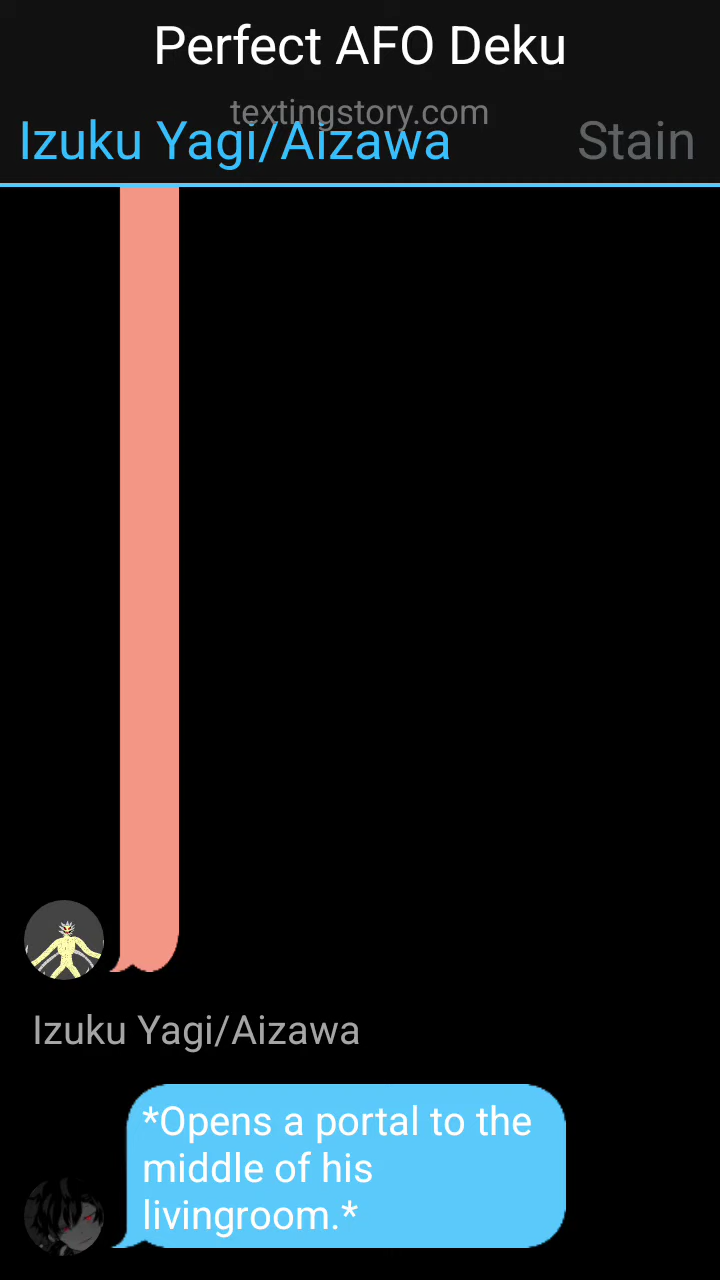 Perfect AFO Deku
textingstory.com
Izuku Yagi/Aizawa
Stain
Izuku Yagi/Aizawa
*Opens a portal to the
middle of his
livingroom.*